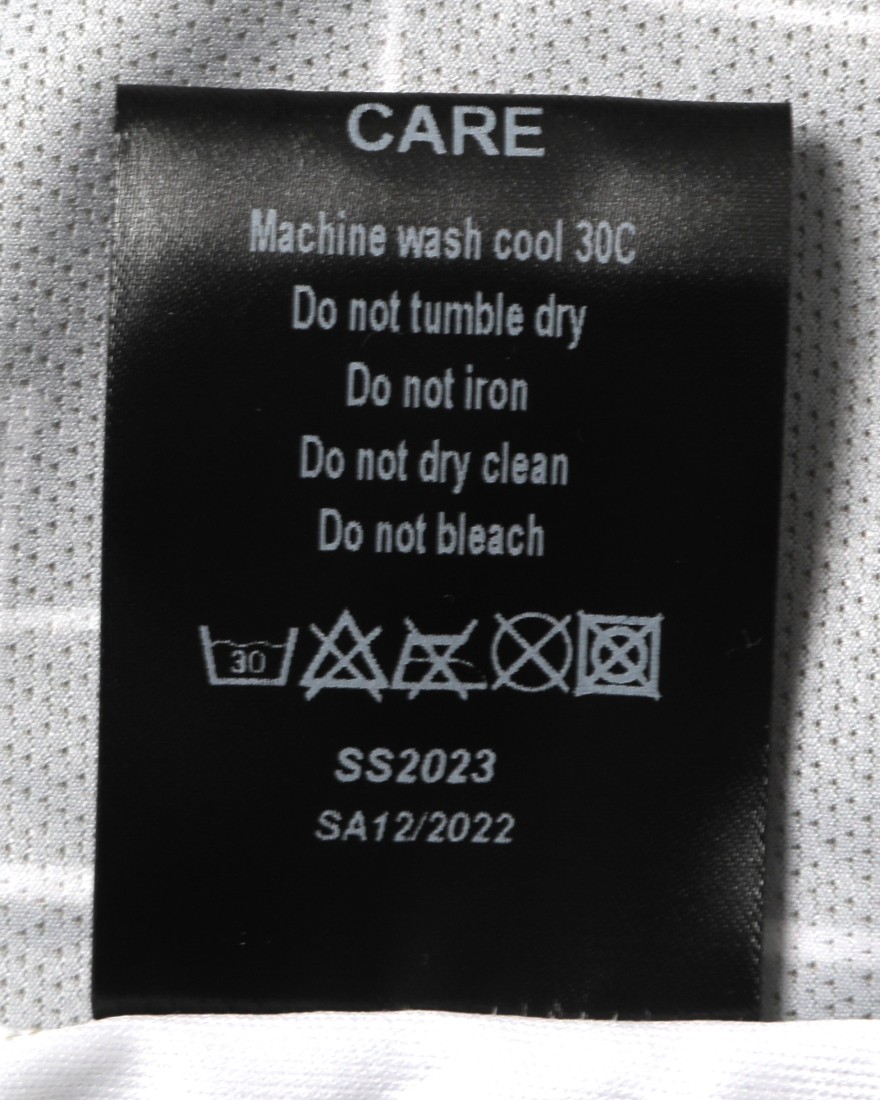 CARE
Machine wash cool 30C
Do not tumble dry
Do not iron
Do not dry clean
Do not bleach
30
SS2023
SA12/2022